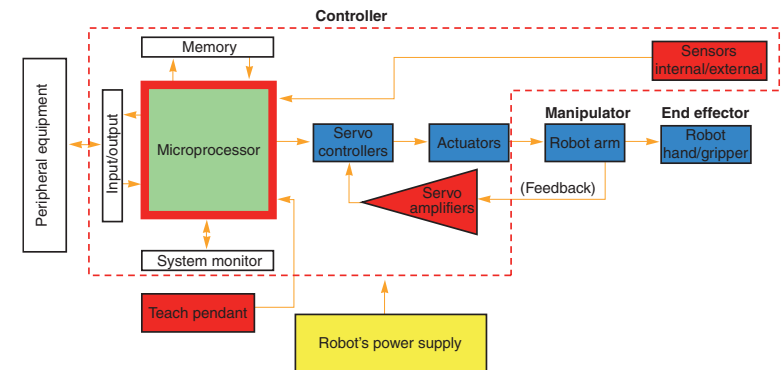 Controller
Memory
Sensors
internal/external
Peripheral equipment
Input/output
Microprocessor
Servo
controllers
Actuators
Manipulator
Robot arm
End effector
Robot
hand/gripper
Servo
amplifiers
(Feedback)
System monitor
Teach pendant
Robot's power supply